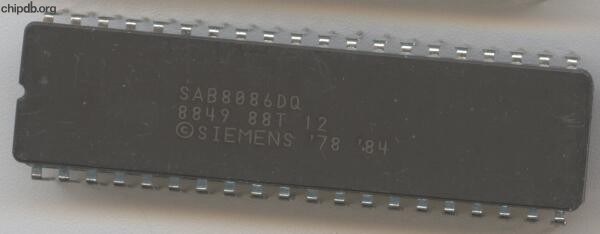 chipdb.org
SAB8086DQ
8849 88T 12
©SIEMENS '78 '84